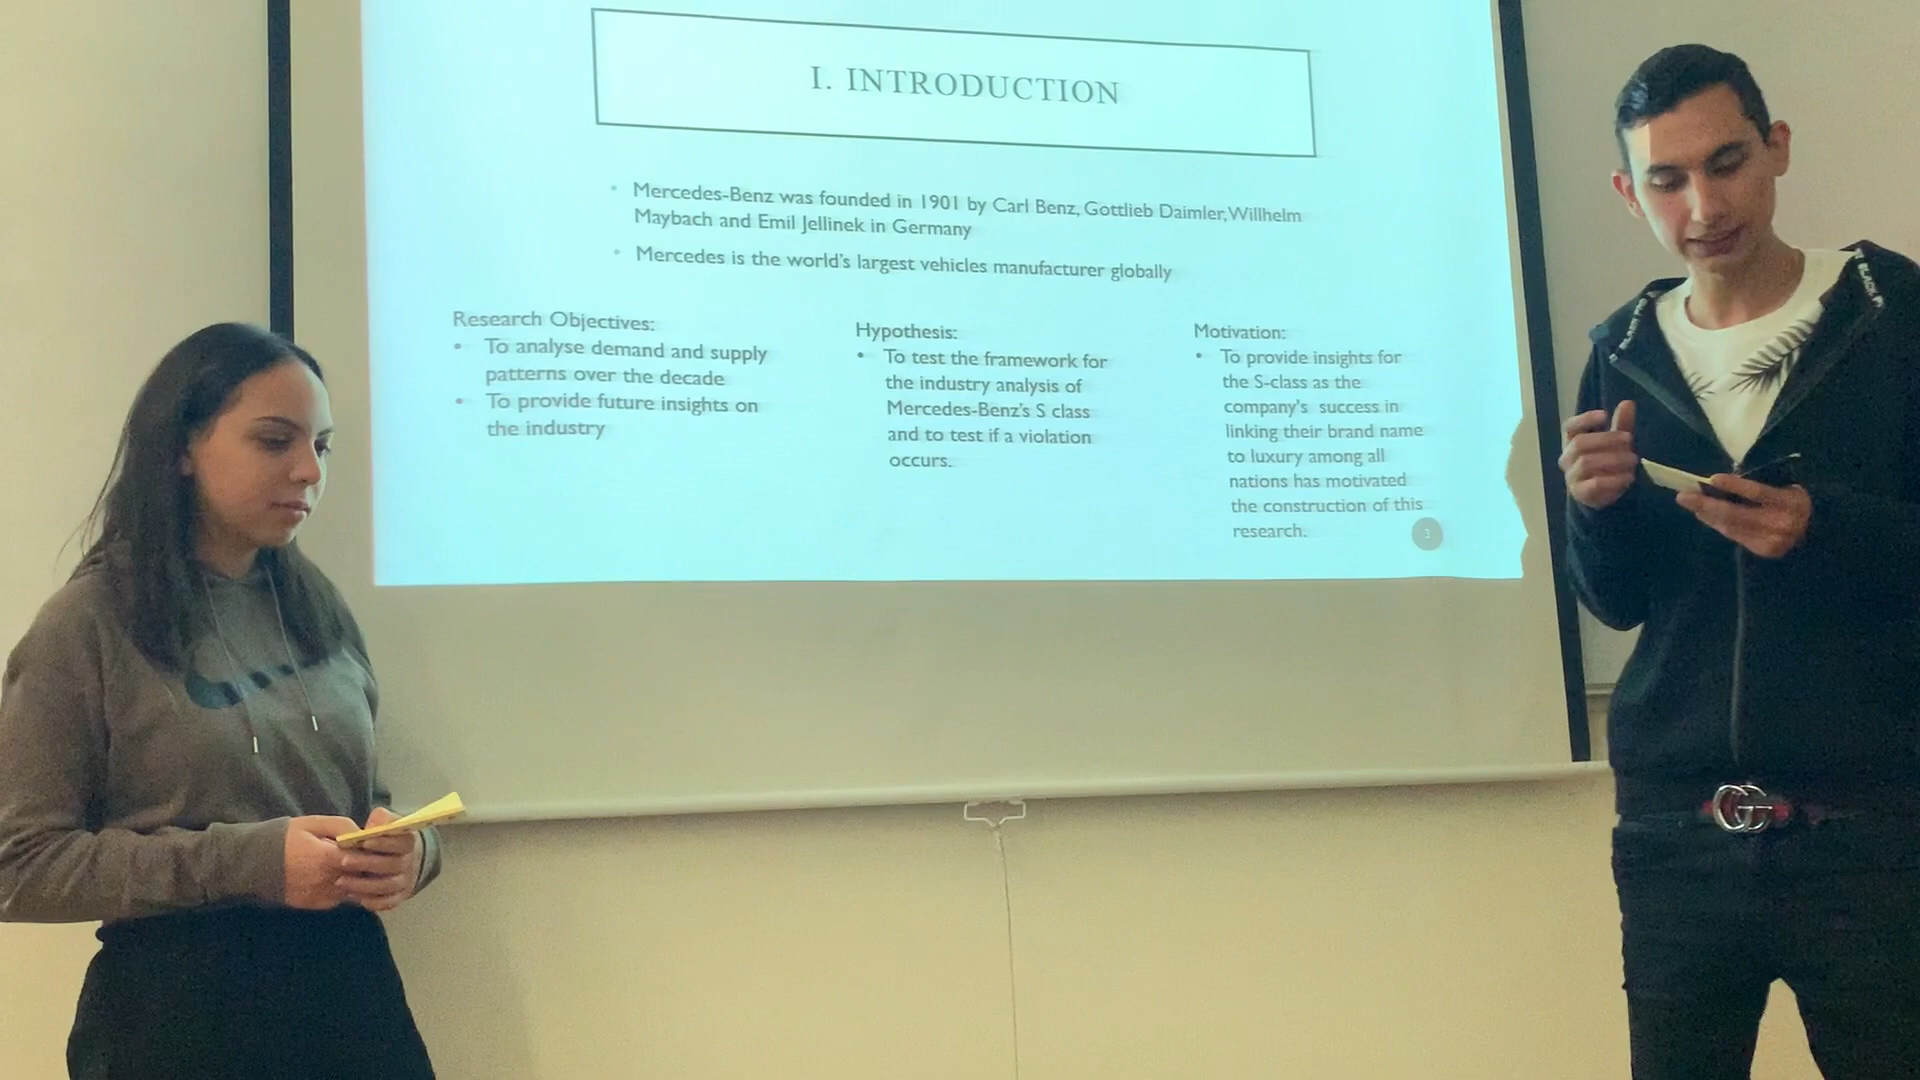 I. INTRODUCTION
• Mercedes-Benz was founded in 1901 by Carl Benz, Gottlieb Daimler, Willhelm
Maybach and Emil Jellinek in Germany
• Mercedes is the world's largest vehicles manufacturer globally
Research Objectives:
• To analyse demand and supply
patterns over the decade
• To provide future insights on
the industry
Hypothesis:
• To test the framework for
the industry analysis of
Mercedes-Benz's S class
and to test if a violation
occurs.
Motivation:
• To provide insights for
the S-class as the
company's success in
linking their brand name
to luxury among all
nations has motivated
the construction of this
research.
3